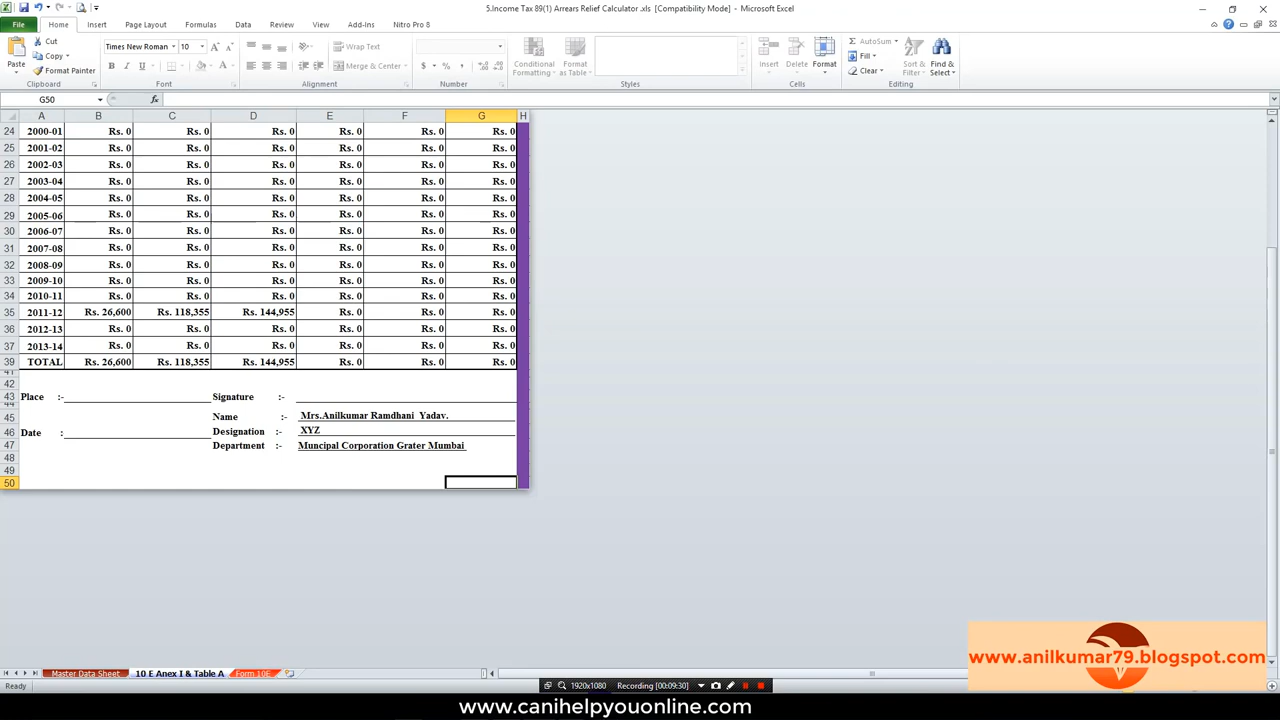 5.Income Tax 89(1) Arrears Relief Calculator .xls [Compatibility Mode] - Microsoft Excel
File Home Insert Page Layout Formulas Data Review View Add-Ins Nitro Pro 8
Paste Cut Copy Format Painter Clipboard
Times New Roman 10 B I U A Font
Wrap Text Merge & Center Alignment
$ % , Number
Conditional Formatting Format as Table Styles
Insert Delete Format Cells
AutoSum Fill Clear Sort & Filter Find & Select Editing
G50 fx
A B C D E F G H
24 2000-01 Rs. 0 Rs. 0 Rs. 0 Rs. 0 Rs. 0 Rs. 0
25 2001-02 Rs. 0 Rs. 0 Rs. 0 Rs. 0 Rs. 0 Rs. 0
26 2002-03 Rs. 0 Rs. 0 Rs. 0 Rs. 0 Rs. 0 Rs. 0
27 2003-04 Rs. 0 Rs. 0 Rs. 0 Rs. 0 Rs. 0 Rs. 0
28 2004-05 Rs. 0 Rs. 0 Rs. 0 Rs. 0 Rs. 0 Rs. 0
29 2005-06 Rs. 0 Rs. 0 Rs. 0 Rs. 0 Rs. 0 Rs. 0
30 2006-07 Rs. 0 Rs. 0 Rs. 0 Rs. 0 Rs. 0 Rs. 0
31 2007-08 Rs. 0 Rs. 0 Rs. 0 Rs. 0 Rs. 0 Rs. 0
32 2008-09 Rs. 0 Rs. 0 Rs. 0 Rs. 0 Rs. 0 Rs. 0
33 2009-10 Rs. 0 Rs. 0 Rs. 0 Rs. 0 Rs. 0 Rs. 0
34 2010-11 Rs. 0 Rs. 0 Rs. 0 Rs. 0 Rs. 0 Rs. 0
35 2011-12 Rs. 26,600 Rs. 118,355 Rs. 144,955 Rs. 0 Rs. 0 Rs. 0
36 2012-13 Rs. 0 Rs. 0 Rs. 0 Rs. 0 Rs. 0 Rs. 0
37 2013-14 Rs. 0 Rs. 0 Rs. 0 Rs. 0 Rs. 0 Rs. 0
39 TOTAL Rs. 26,600 Rs. 118,355 Rs. 144,955 Rs. 0 Rs. 0 Rs. 0
41
42
43 Place :- Signature :-
44
45 Name :- Mrs.Anilkumar Ramdhani Yadav.
46 Date : Designation :- XYZ
47 Department :- Muncipal Corporation Grater Mumbai
48
49
50
www.anilkumar79.blogspot.com
Master Data Sheet 10 E Anex I & Table A Form 10E
Ready 1920x1080 Recording [00:09:30]
www.canihelpyouonline.com